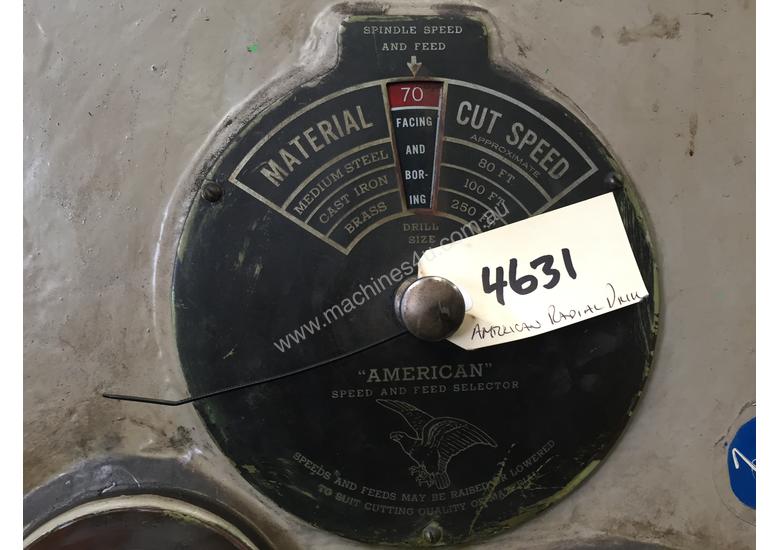 SPINDLE SPEED
AND FEED
70
FACING
AND
BOR-
ING
MATERIAL
MEDIUM STEEL
CAST IRON
BRASS
CUT SPEED
APPROXIMATE
80 FT
100 FT
250
DRILL
SIZE
www.machines4u.com.au
4631
AMERICAN RADIAL DRILL
"AMERICAN"
SPEED AND FEED SELECTOR
SPEEDS AND FEEDS MAY BE RAISED OR LOWERED
TO SUIT CUTTING QUALITY OF MATERIAL